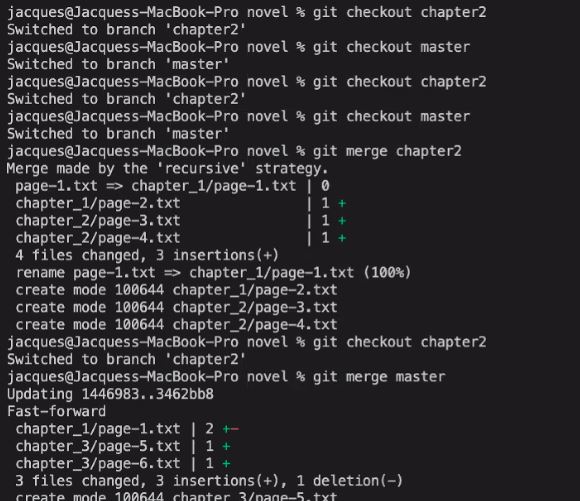 jacques@Jacquess-MacBook-Pro novel % git checkout chapter2
Switched to branch 'chapter2'
jacques@Jacquess-MacBook-Pro novel % git checkout master
Switched to branch 'master'
jacques@Jacquess-MacBook-Pro novel % git checkout chapter2
Switched to branch 'chapter2'
jacques@Jacquess-MacBook-Pro novel % git checkout master
Switched to branch 'master'
jacques@Jacquess-MacBook-Pro novel % git merge chapter2
Merge made by the 'recursive' strategy.
 page-1.txt => chapter_1/page-1.txt | 0
 chapter_1/page-2.txt               | 1 +
 chapter_2/page-3.txt               | 1 +
 chapter_2/page-4.txt               | 1 +
 4 files changed, 3 insertions(+)
 rename page-1.txt => chapter_1/page-1.txt (100%)
 create mode 100644 chapter_1/page-2.txt
 create mode 100644 chapter_2/page-3.txt
 create mode 100644 chapter_2/page-4.txt
jacques@Jacquess-MacBook-Pro novel % git checkout chapter2
Switched to branch 'chapter2'
jacques@Jacquess-MacBook-Pro novel % git merge master
Updating 1446983..3462bb8
Fast-forward
 chapter_1/page-1.txt | 2 +-
 chapter_3/page-5.txt | 1 +
 chapter_3/page-6.txt | 1 +
 3 files changed, 3 insertions(+), 1 deletion(-)
 create mode 100644 chapter_3/page-5.txt